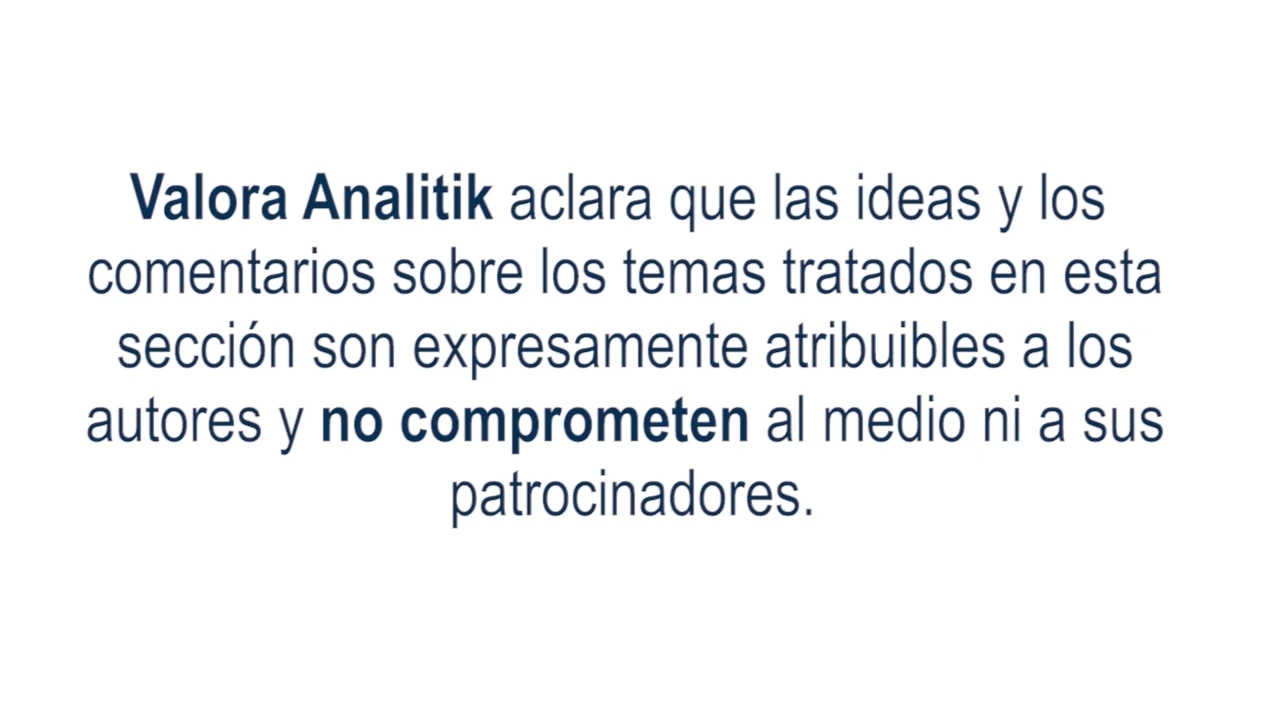 Valora Analitik aclara que las ideas y los
comentarios sobre los temas tratados en esta
sección son expresamente atribuibles a los
autores y no comprometen al medio ni a sus
patrocinadores.